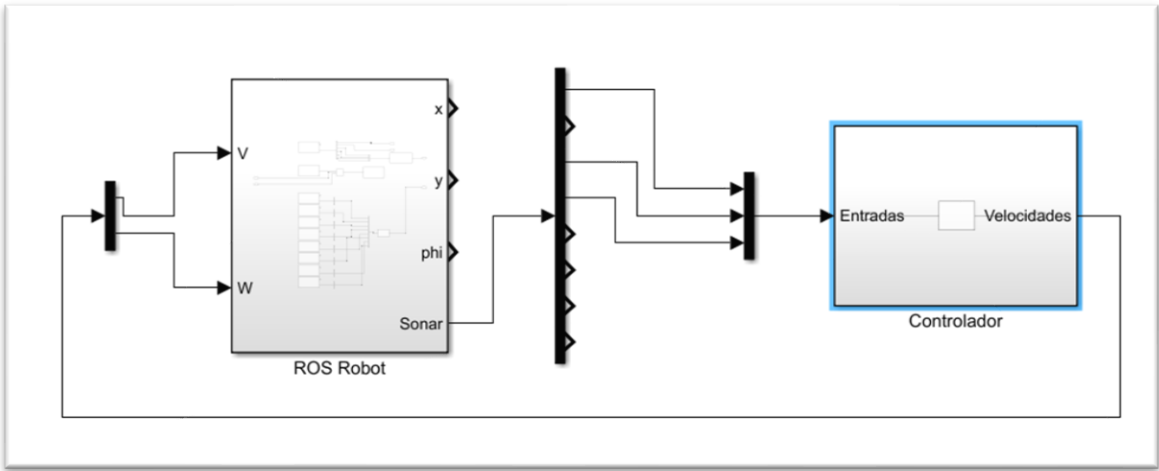 x
V
y
phi
W
Sonar
ROS Robot
Entradas
Velocidades
Controlador